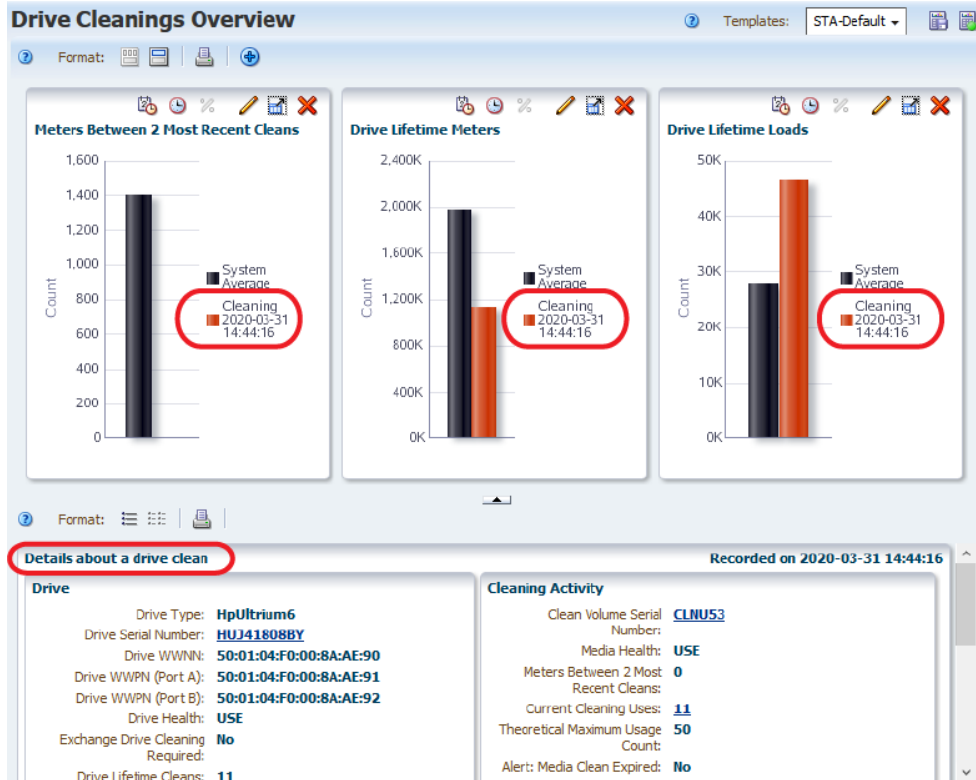 Drive Cleanings Overview
Templates: STA-Default
Format:
Meters Between 2 Most Recent Cleans
1,600
1,400
1,200
1,000
800
600
400
200
0
Count
System
Average
Cleaning
2020-03-31
14:44:16
Drive Lifetime Meters
2,400K
2,000K
1,600K
1,200K
800K
400K
0K
Count
System
Average
Cleaning
2020-03-31
14:44:16
Drive Lifetime Loads
50K
40K
30K
20K
10K
0K
Count
System
Average
Cleaning
2020-03-31
14:44:16
Format:
Details about a drive clean
Recorded on 2020-03-31 14:44:16
Drive
Drive Type: HpUltrium6
Drive Serial Number: HUJ41808BY
Drive WWNN: 50:01:04:F0:00:8A:AE:90
Drive WWPN (Port A): 50:01:04:F0:00:8A:AE:91
Drive WWPN (Port B): 50:01:04:F0:00:8A:AE:92
Drive Health: USE
Exchange Drive Cleaning No
Required:
Drive Lifetime Cleans: 11
Cleaning Activity
Clean Volume Serial CLNU53
Number:
Media Health: USE
Meters Between 2 Most 0
Recent Cleans:
Current Cleaning Uses: 11
Theoretical Maximum Usage 50
Count:
Alert: Media Clean Expired: No